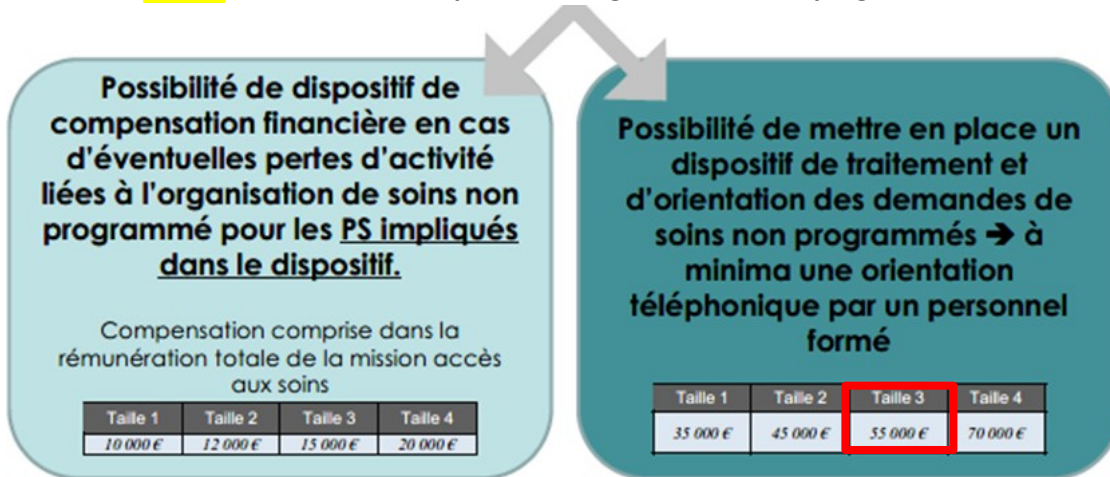 Possibilité de dispositif de
compensation financière en cas
d'éventuelles pertes d'activité
liées à l'organisation de soins non
programmé pour les PS impliqués
dans le dispositif.
Compensation comprise dans la
rémunération totale de la mission accès
aux soins
Taille 1 Taille 2 Taille 3 Taille 4
10 000 € 12 000 € 15 000 € 20 000 €
Possibilité de mettre en place un
dispositif de traitement et
d'orientation des demandes de
soins non programmés ➔ à
minima une orientation
téléphonique par un personnel
formé
Taille 1 Taille 2 Taille 3 Taille 4
35 000 € 45 000 € 55 000 € 70 000 €